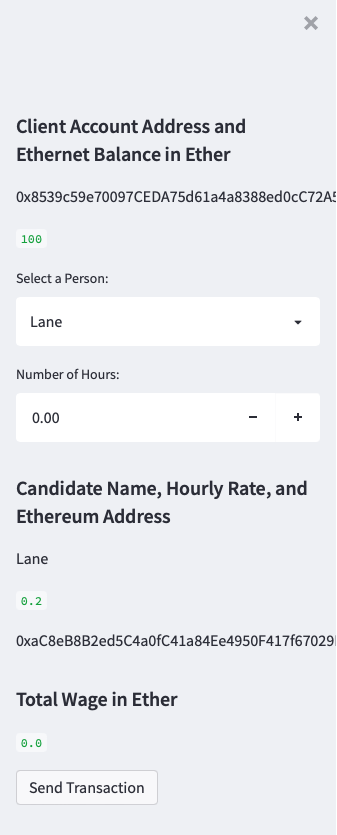 Client Account Address and
Ethernet Balance in Ether
0x8539c59e70097CEDA75d61a4a8388ed0cC72A5
100
Select a Person:
Lane
Number of Hours:
0.00
Candidate Name, Hourly Rate, and
Ethereum Address
Lane
0.2
0xaC8eB8B2ed5C4a0fC41a84Ee4950F417f67029
Total Wage in Ether
0.0
Send Transaction